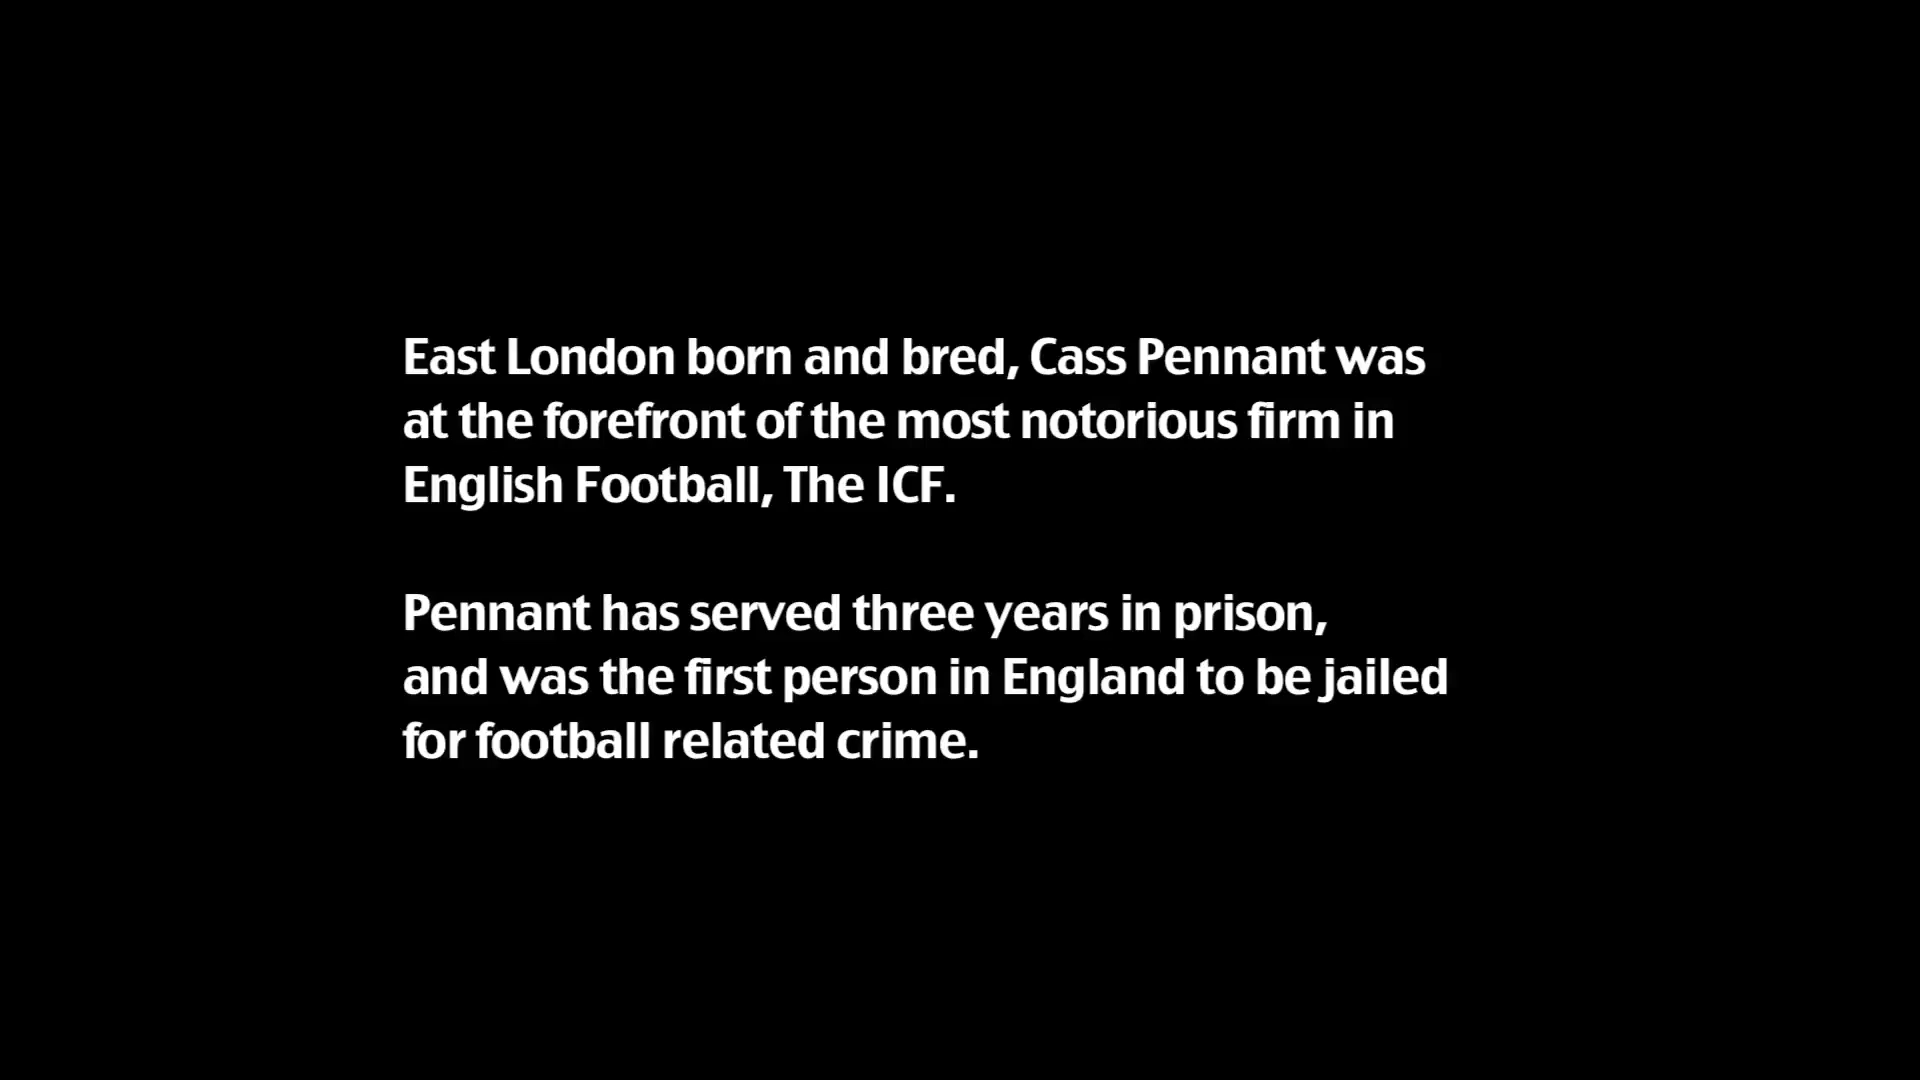 East London born and bred, Cass Pennant was
at the forefront of the most notorious firm in
English Football, The ICF.
Pennant has served three years in prison,
and was the first person in England to be jailed
for football related crime.